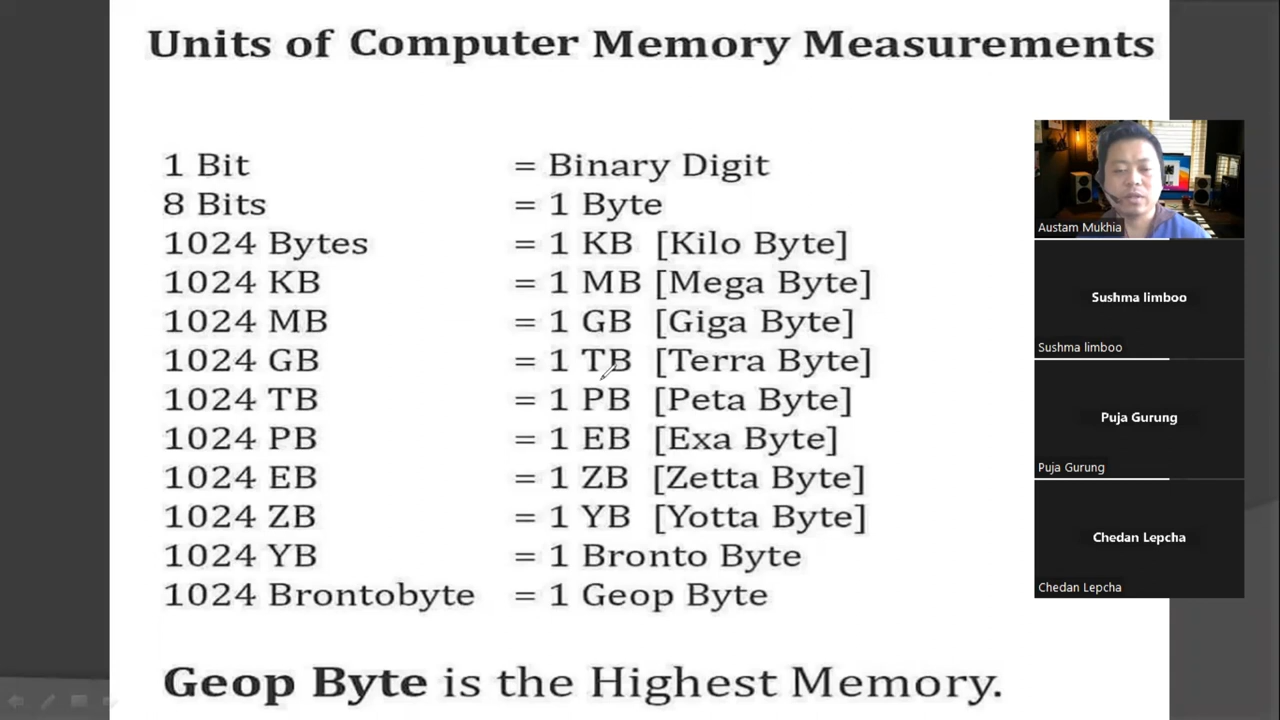 Units of Computer Memory Measurements
1 Bit = Binary Digit
8 Bits = 1 Byte
1024 Bytes = 1 KB [Kilo Byte]
1024 KB = 1 MB [Mega Byte]
1024 MB = 1 GB [Giga Byte]
1024 GB = 1 TB [Terra Byte]
1024 TB = 1 PB [Peta Byte]
1024 PB = 1 EB [Exa Byte]
1024 EB = 1 ZB [Zetta Byte]
1024 ZB = 1 YB [Yotta Byte]
1024 YB = 1 Bronto Byte
1024 Brontobyte = 1 Geop Byte
Geop Byte is the Highest Memory.
Austam Mukhia
Sushma limboo
Sushma limboo
Puja Gurung
Puja Gurung
Chedan Lepcha
Chedan Lepcha